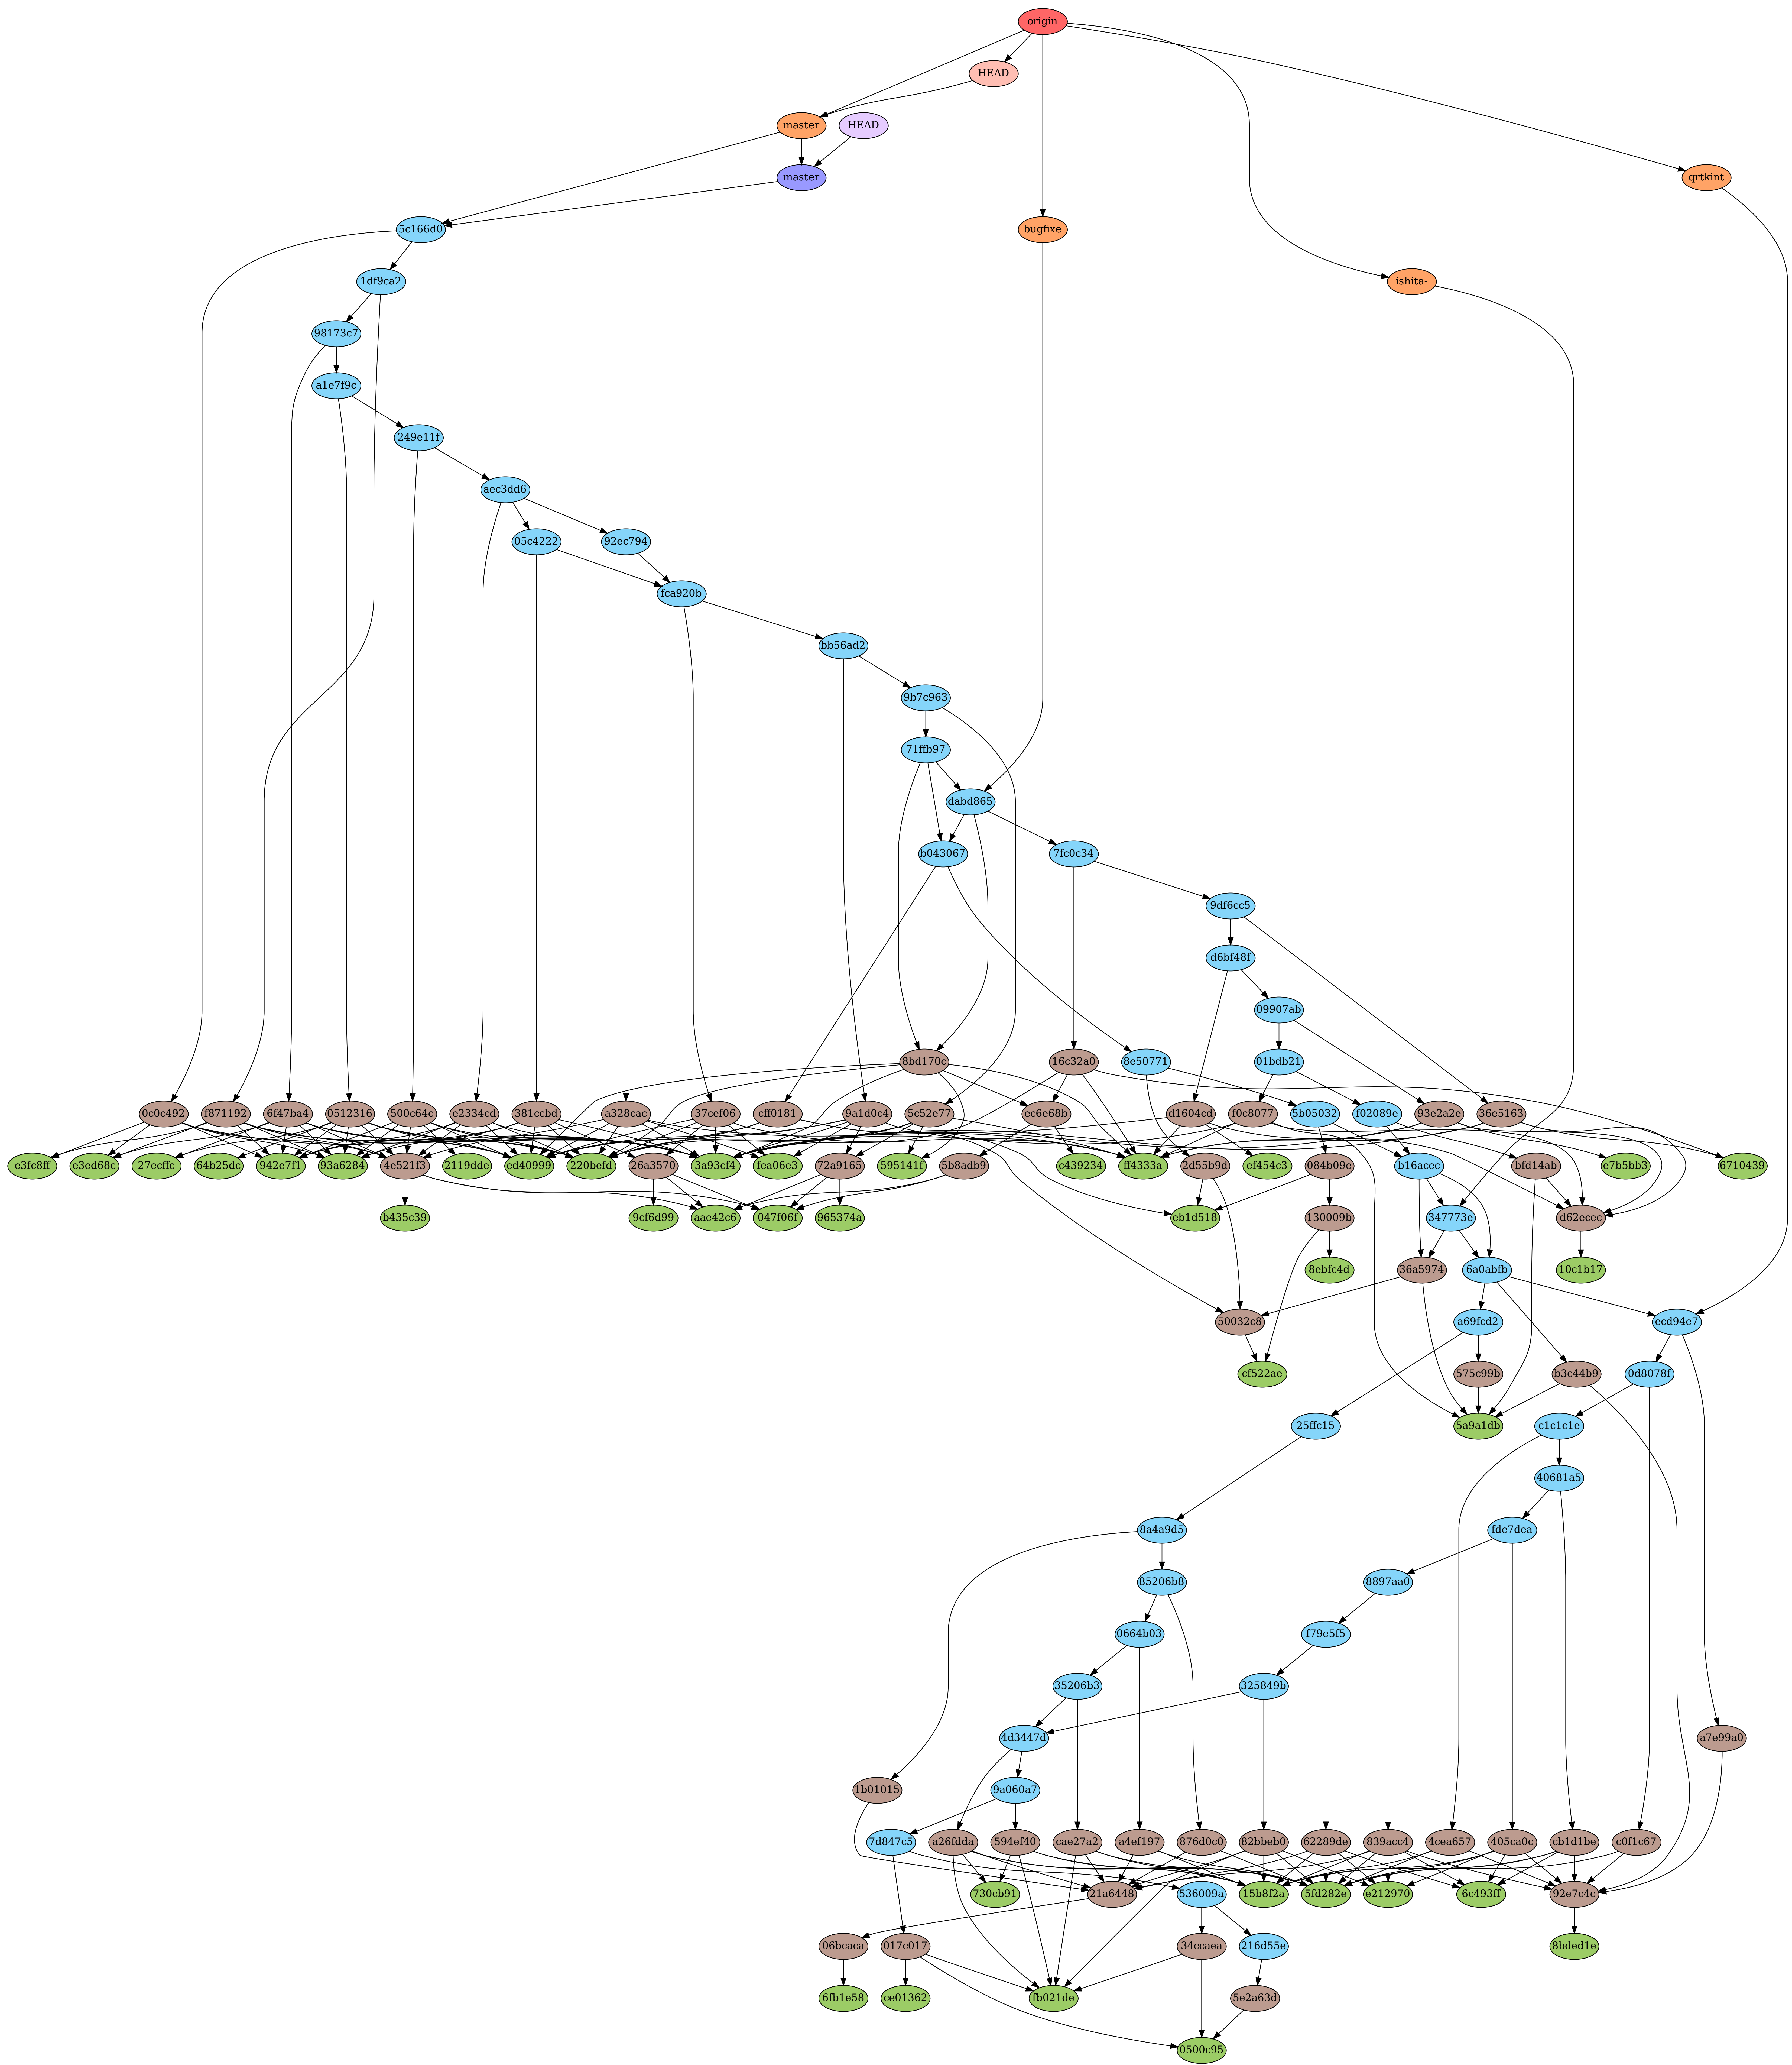 origin
HEAD
master
HEAD
master
qrtkint
5c166d0
bugfixe
1df9ca2
ishita-
98173c7
a1e7f9c
249e11f
aec3dd6
05c4222
92ec794
fca920b
bb56ad2
9b7c963
71ffb97
dabd865
b043067
7fc0c34
9df6cc5
d6bf48f
09907ab
8bd170c
16c32a0
8e50771
01bdb21
0c0c492
f871192
6f47ba4
0512316
500c64c
e2334cd
381ccbd
a328cac
37cef06
cff0181
9a1d0c4
5c52e77
ec6e68b
d1604cd
f0c8077
5b05032
f02089e
93e2a2e
36e5163
e3fc8ff
e3ed68c
27ecffc
64b25dc
942e7f1
93a6284
4e521f3
2119dde
ed40999
220befd
26a3570
3a93cf4
fea06e3
72a9165
595141f
5b8adb9
c439234
ff4333a
2d55b9d
ef454c3
084b09e
b16acec
bfd14ab
e7b5bb3
6710439
b435c39
9cf6d99
aae42c6
047f06f
965374a
eb1d518
130009b
347773e
d62ecec
8ebfc4d
36a5974
6a0abfb
10c1b17
50032c8
a69fcd2
ecd94e7
cf522ae
575c99b
b3c44b9
0d8078f
25ffc15
5a9a1db
c1c1c1e
40681a5
8a4a9d5
fde7dea
85206b8
8897aa0
0664b03
f79e5f5
35206b3
325849b
4d3447d
a7e99a0
1b01015
9a060a7
7d847c5
a26fdda
594ef40
cae27a2
a4ef197
876d0c0
82bbeb0
62289de
839acc4
4cea657
405ca0c
cb1d1be
c0f1c67
730cb91
21a6448
536009a
15b8f2a
5fd282e
e212970
6c493ff
92e7c4c
06bcaca
017c017
34ccaea
216d55e
8bded1e
6fb1e58
ce01362
fb021de
5e2a63d
0500c95